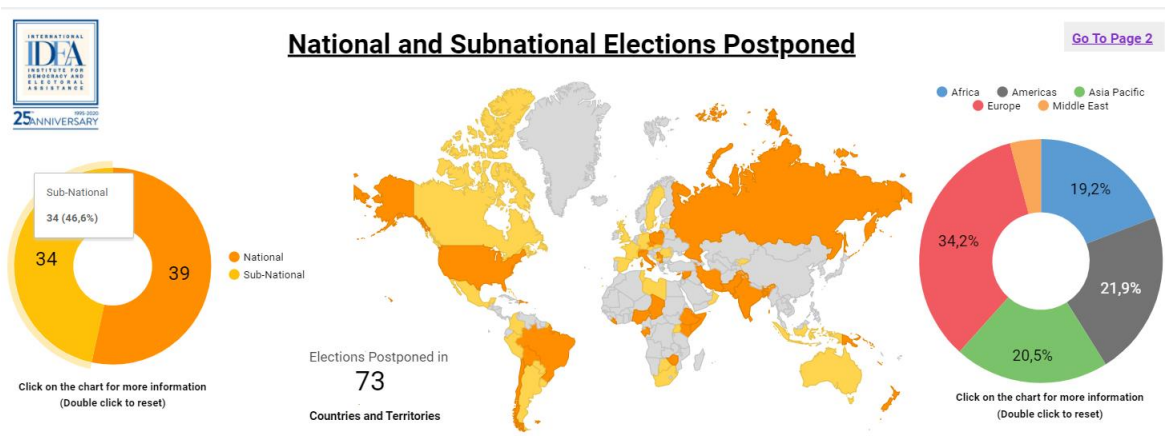 INTERNATIONAL
IDEA
INSTITUTE FOR
DEMOCRACY AND
ELECTORAL
ASSISTANCE
1995-2020
25th ANNIVERSARY
National and Subnational Elections Postponed
Go To Page 2
Sub-National
34 (46,6%)
34
39
National
Sub-National
Click on the chart for more information
(Double click to reset)
Elections Postponed in
73
Countries and Territories
Africa Americas Asia Pacific
Europe Middle East
19,2%
34,2%
21,9%
20,5%
Click on the chart for more information
(Double click to reset)